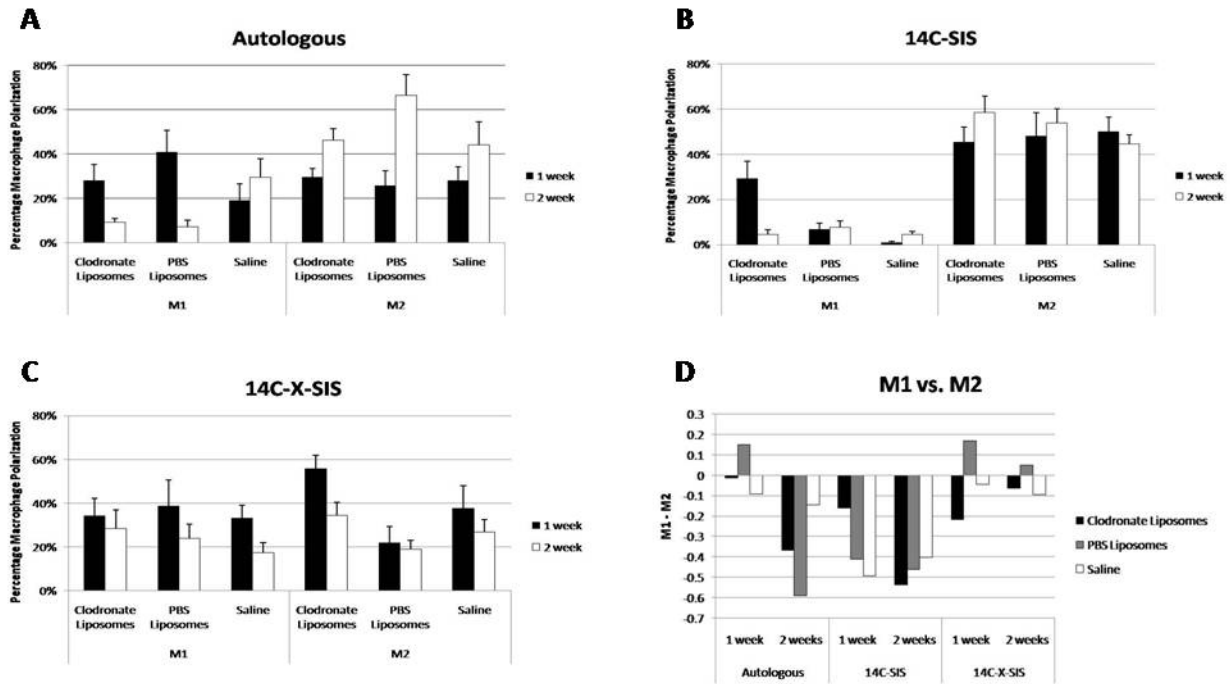 A
Autologous
Percentage Macrophage Polarization
80%
60%
40%
20%
0%
Clodronate Liposomes
PBS Liposomes
Saline
Clodronate Liposomes
PBS Liposomes
Saline
M1
M2
1 week
2 week
B
14C-SIS
Percentage Macrophage Polarization
80%
60%
40%
20%
0%
Clodronate Liposomes
PBS Liposomes
Saline
Clodronate Liposomes
PBS Liposomes
Saline
M1
M2
1 week
2 week
C
14C-X-SIS
Percentage Macrophage Polarization
80%
60%
40%
20%
0%
Clodronate Liposomes
PBS Liposomes
Saline
Clodronate Liposomes
PBS Liposomes
Saline
M1
M2
1 week
2 week
D
M1 vs. M2
M1 - M2
0.3
0.2
0.1
0
-0.1
-0.2
-0.3
-0.4
-0.5
-0.6
-0.7
1 week
2 weeks
1 week
2 weeks
1 week
2 weeks
Autologous
14C-SIS
14C-X-SIS
Clodronate Liposomes
PBS Liposomes
Saline